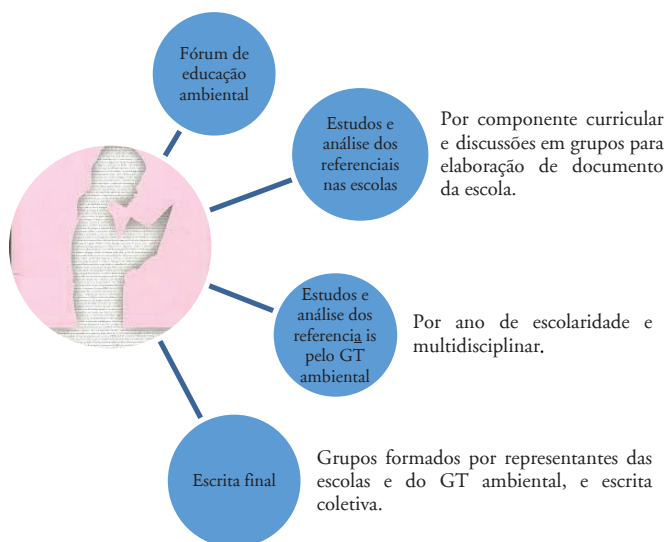 Fórum de
educação
ambiental
Estudos e
análise dos
referenciais
nas escolas
Por componente curricular
e discussões em grupos para
elaboração de documento
da escola.
Estudos e
análise dos
referencia is
pelo GT
ambiental
Por ano de escolaridade e
multidisciplinar.
Escrita final
Grupos formados por representantes das
escolas e do GT ambiental, e escrita
coletiva.